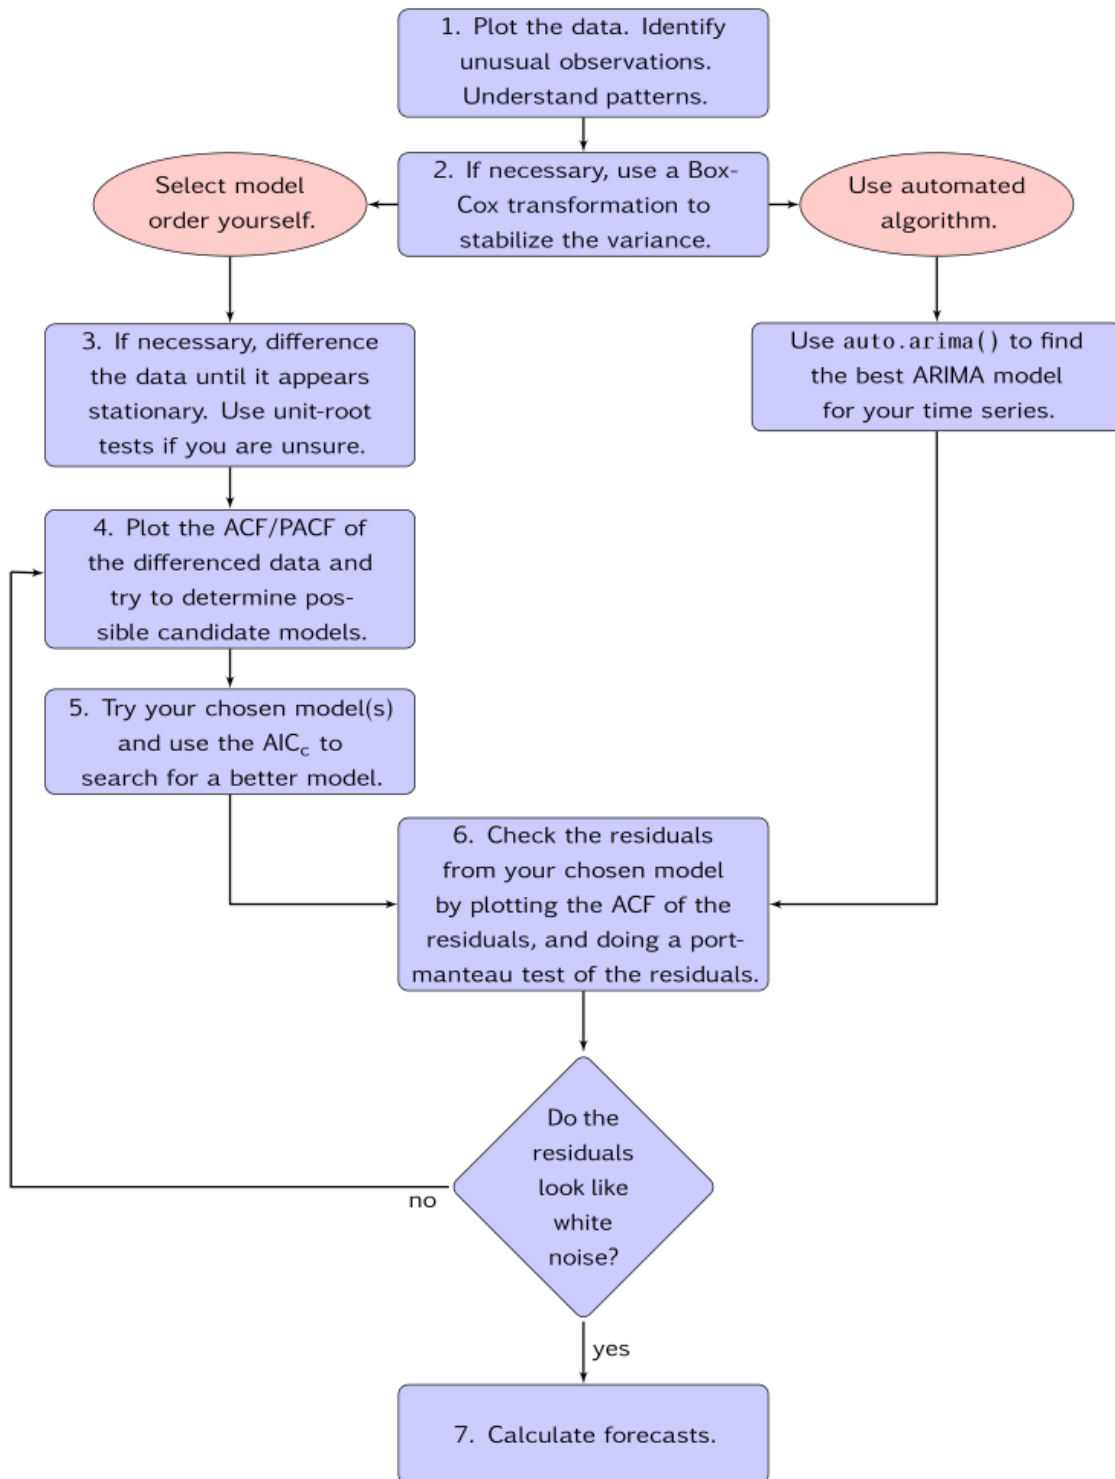 1. Plot the data. Identify
unusual observations.
Understand patterns.
Select model
order yourself.
2. If necessary, use a Box-
Cox transformation to
stabilize the variance.
Use automated
algorithm.
3. If necessary, difference
the data until it appears
stationary. Use unit-root
tests if you are unsure.
Use auto.arima() to find
the best ARIMA model
for your time series.
4. Plot the ACF/PACF of
the differenced data and
try to determine pos-
sible candidate models.
5. Try your chosen model(s)
and use the AICc to
search for a better model.
6. Check the residuals
from your chosen model
by plotting the ACF of the
residuals, and doing a port-
manteau test of the residuals.
Do the
residuals
look like
white
noise?
no
yes
7. Calculate forecasts.